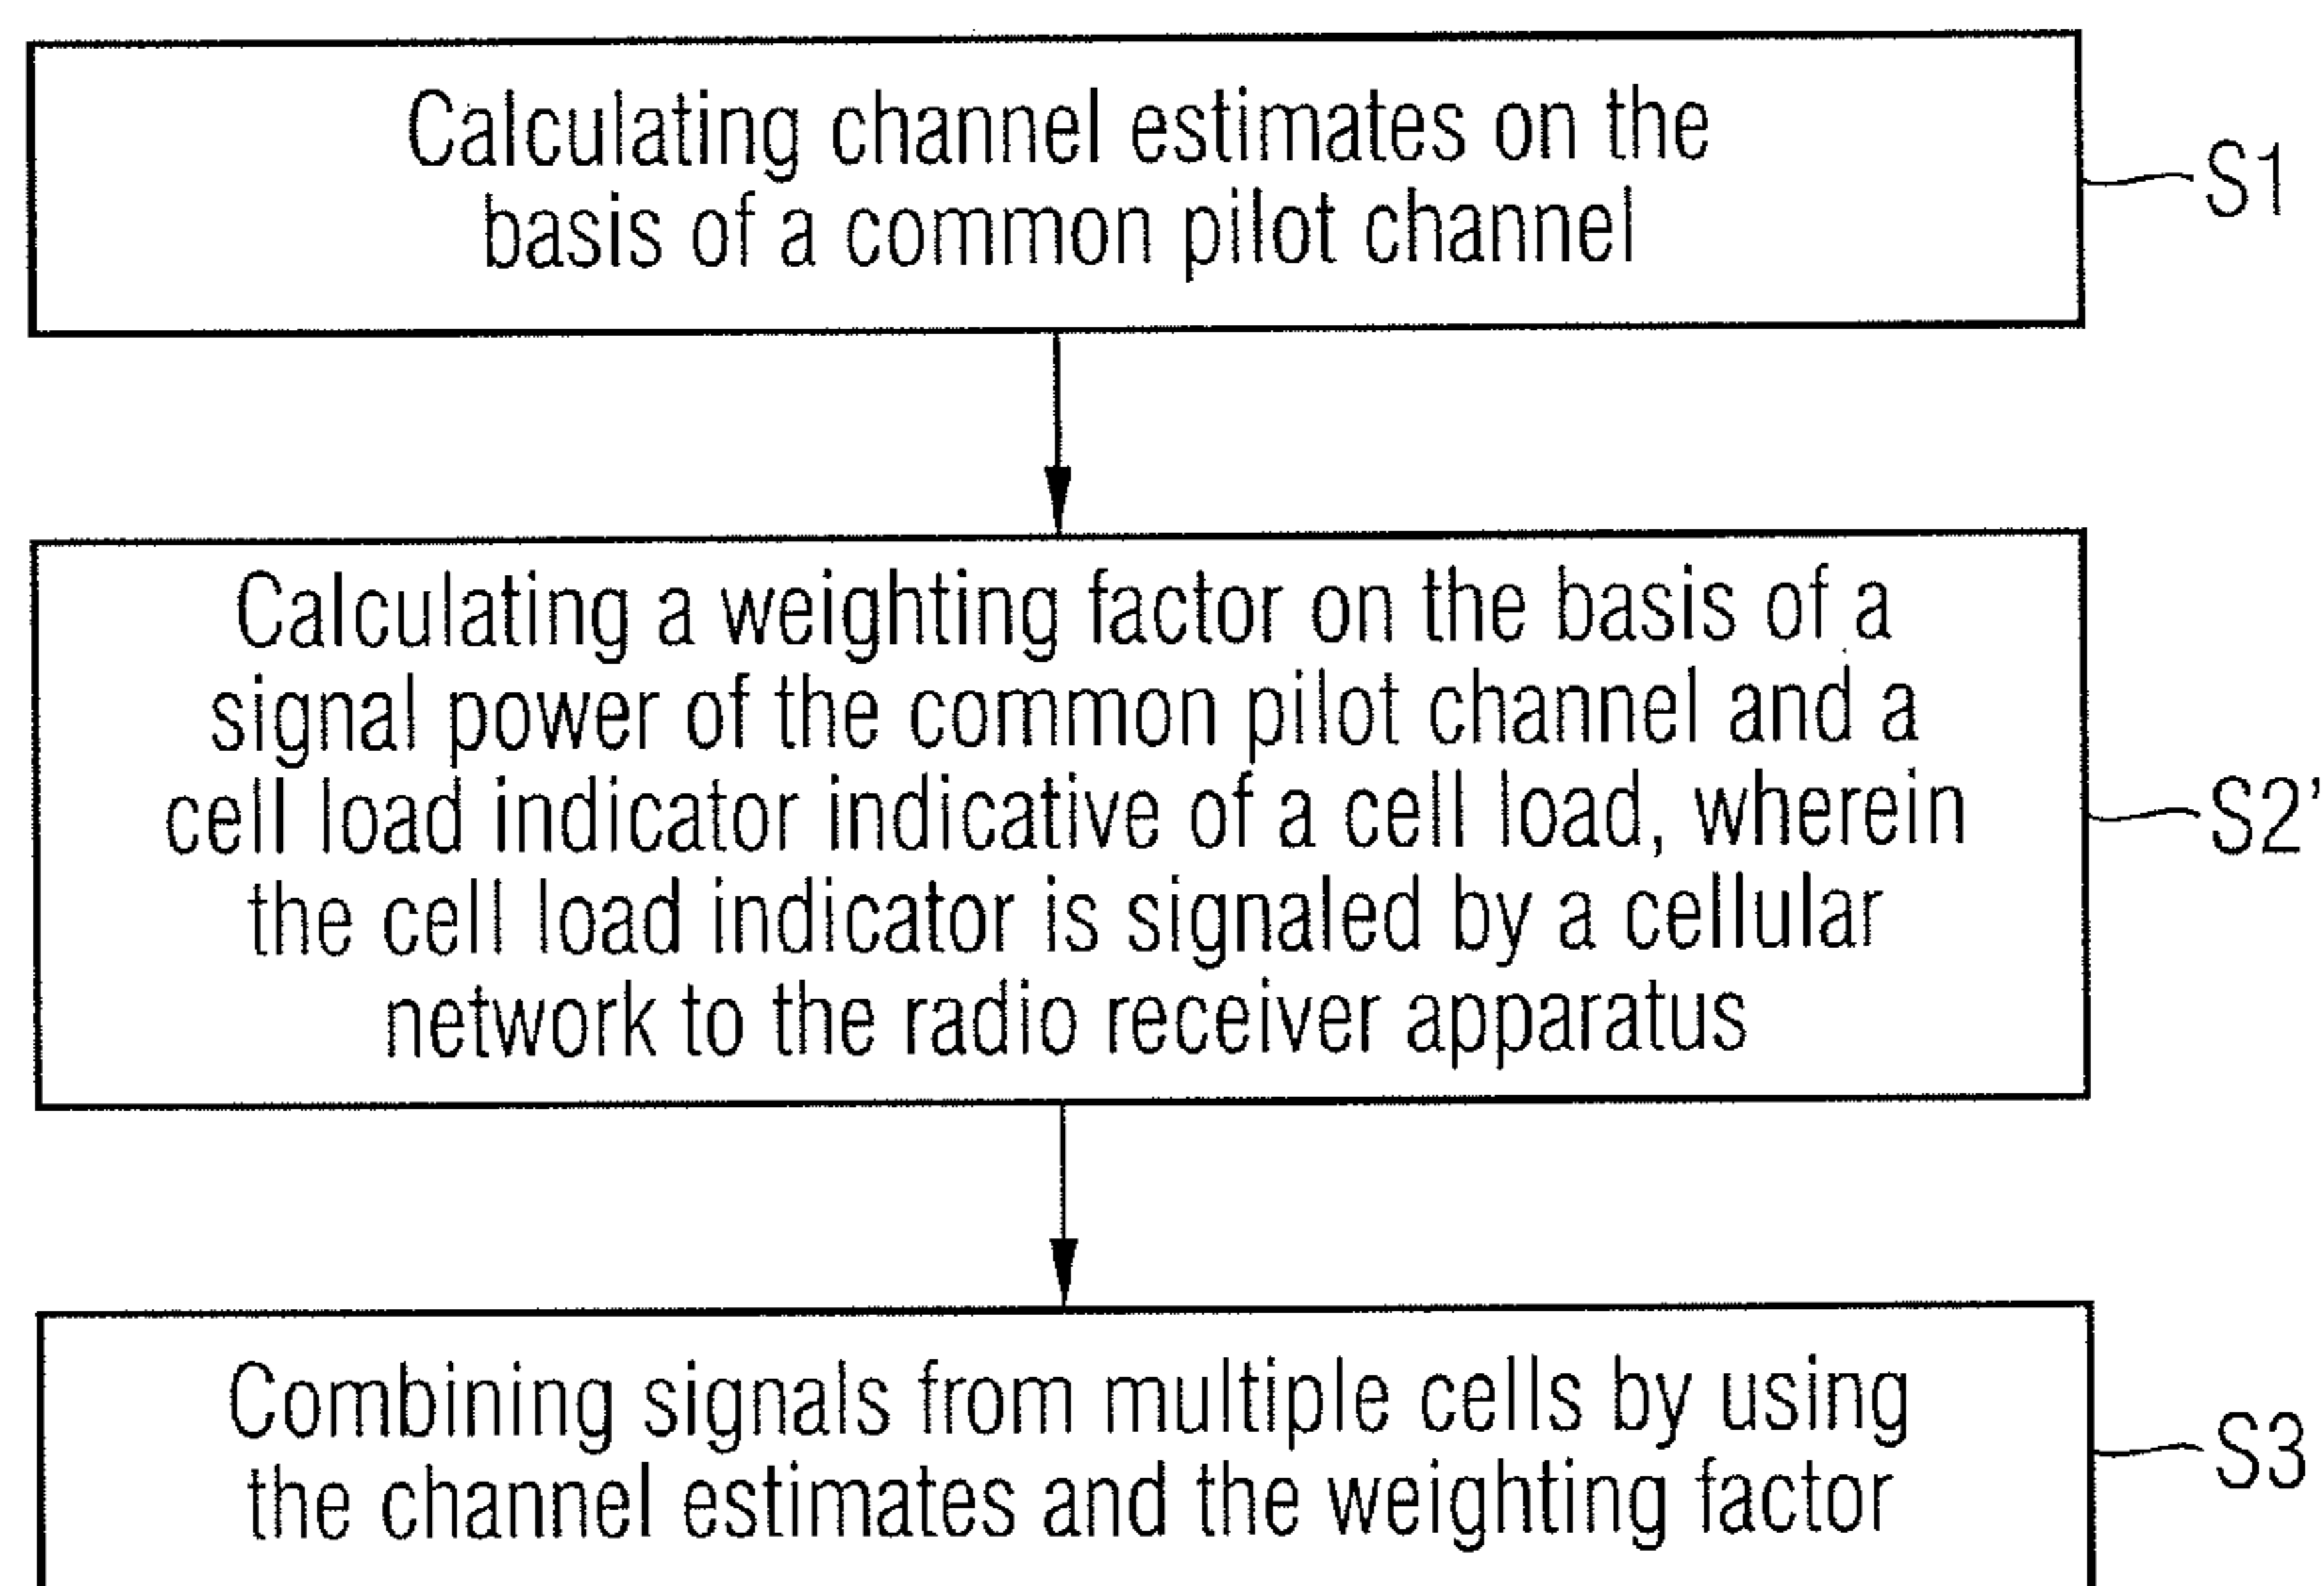 Calculating channel estimates on the
basis of a common pilot channel
S1
Calculating a weighting factor on the basis of a
signal power of the common pilot channel and a
cell load indicator indicative of a cell load, wherein
the cell load indicator is signaled by a cellular
network to the radio receiver apparatus
S2'
Combining signals from multiple cells by using
the channel estimates and the weighting factor
S3